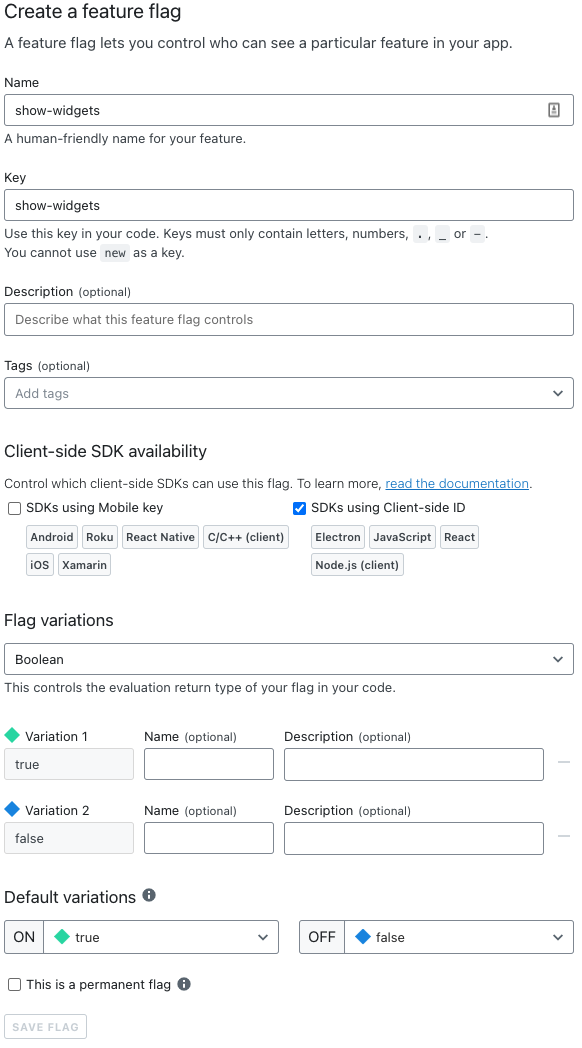 Create a feature flag
A feature flag lets you control who can see a particular feature in your app.
Name
show-widgets
A human-friendly name for your feature.
Key
show-widgets
Use this key in your code. Keys must only contain letters, numbers, ., _ or -.
You cannot use new as a key.
Description (optional)
Describe what this feature flag controls
Tags (optional)
Add tags
Client-side SDK availability
Control which client-side SDKs can use this flag. To learn more, read the documentation.
SDKs using Mobile key
Android Roku React Native C/C++ (client)
iOS Xamarin
SDKs using Client-side ID
Electron JavaScript React
Node.js (client)
Flag variations
Boolean
This controls the evaluation return type of your flag in your code.
Variation 1 Name (optional) Description (optional)
true
Variation 2 Name (optional) Description (optional)
false
Default variations
ON true OFF false
This is a permanent flag
SAVE FLAG